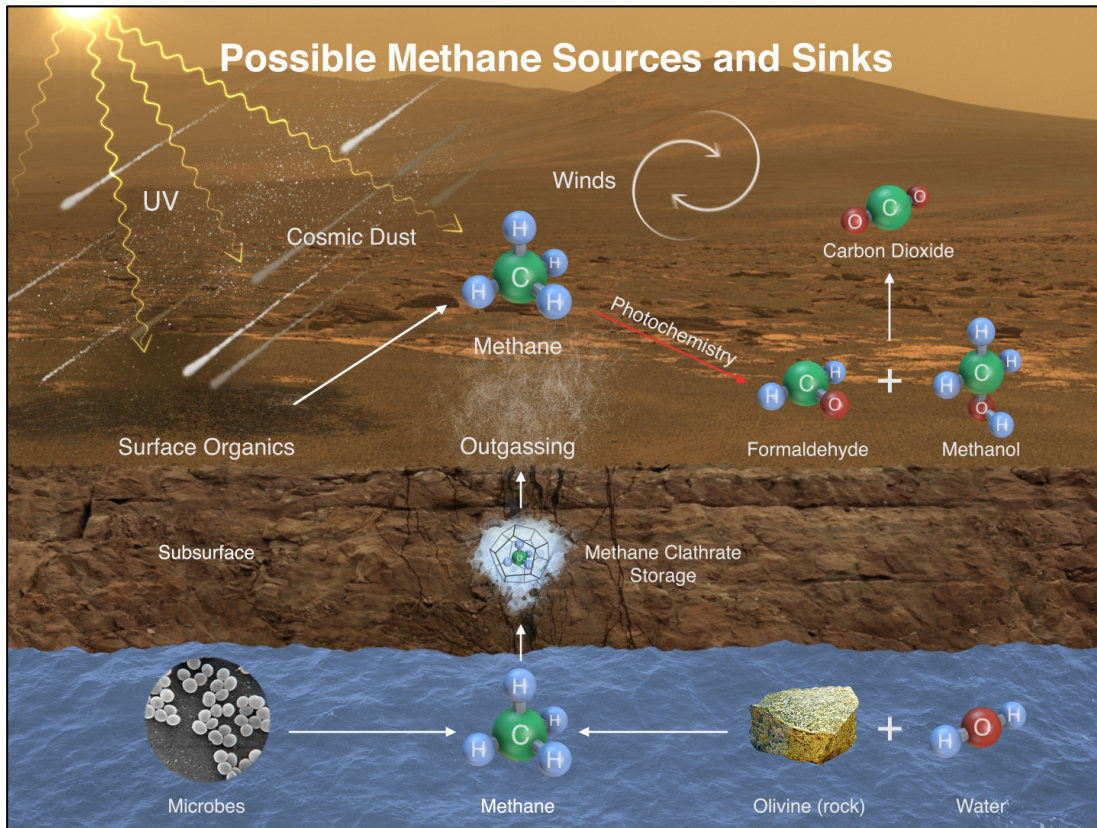 Possible Methane Sources and Sinks
UV
Cosmic Dust
Winds
H
H
H
H
C
Methane
O
C
O
Carbon Dioxide
Photochemistry
H
C
H
O
Formaldehyde
+
H
H
H
C
O
H
Methanol
Surface Organics
Outgassing
Subsurface
Methane Clathrate
Storage
Microbes
H
H
H
H
C
Methane
Olivine (rock)
+
H
O
H
Water